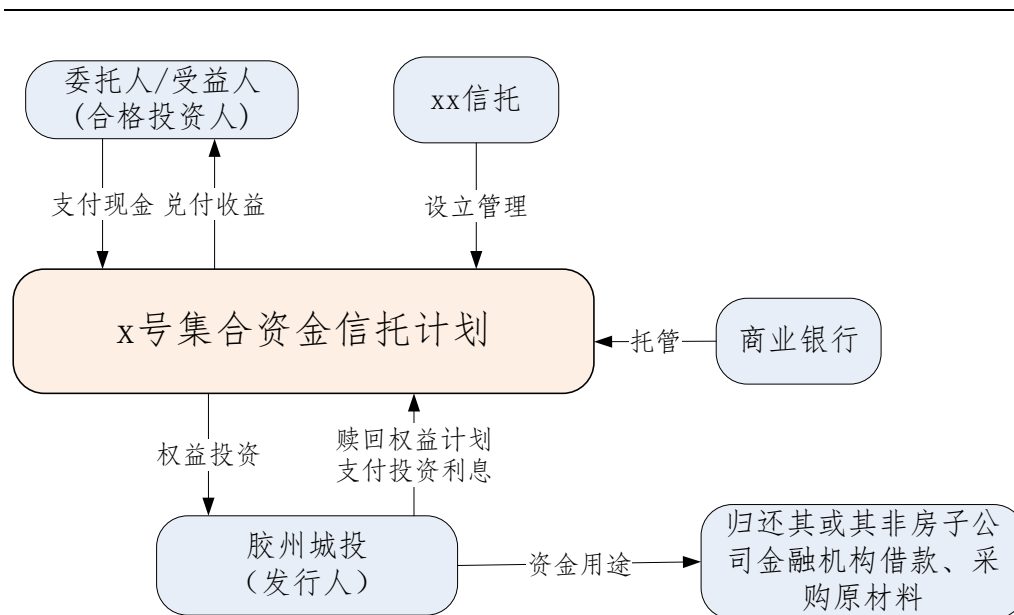 委托人/受益人
(合格投资人)
xx信托
支付现金 兑付收益
设立管理
x号集合资金信托计划
托管
商业银行
权益投资
赎回权益计划
支付投资利息
胶州城投
（发行人）
资金用途
归还其或其非房子公
司金融机构借款、采
购原材料